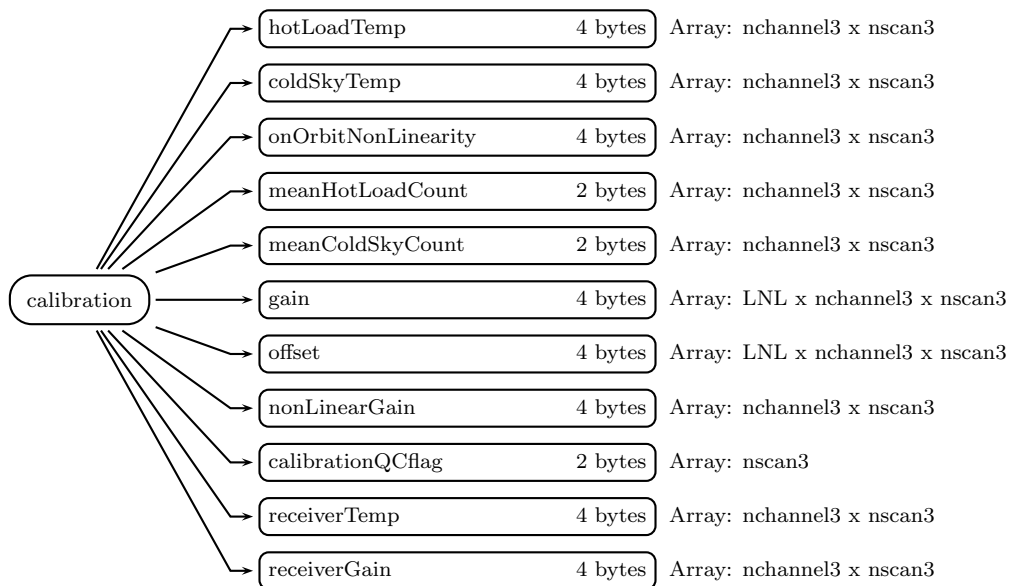 hotLoadTemp 4 bytes Array: nchannel3 x nscan3
coldSkyTemp 4 bytes Array: nchannel3 x nscan3
onOrbitNonLinearity 4 bytes Array: nchannel3 x nscan3
meanHotLoadCount 2 bytes Array: nchannel3 x nscan3
meanColdSkyCount 2 bytes Array: nchannel3 x nscan3
calibration gain 4 bytes Array: LNL x nchannel3 x nscan3
offset 4 bytes Array: LNL x nchannel3 x nscan3
nonLinearGain 4 bytes Array: nchannel3 x nscan3
calibrationQCflag 2 bytes Array: nscan3
receiverTemp 4 bytes Array: nchannel3 x nscan3
receiverGain 4 bytes Array: nchannel3 x nscan3